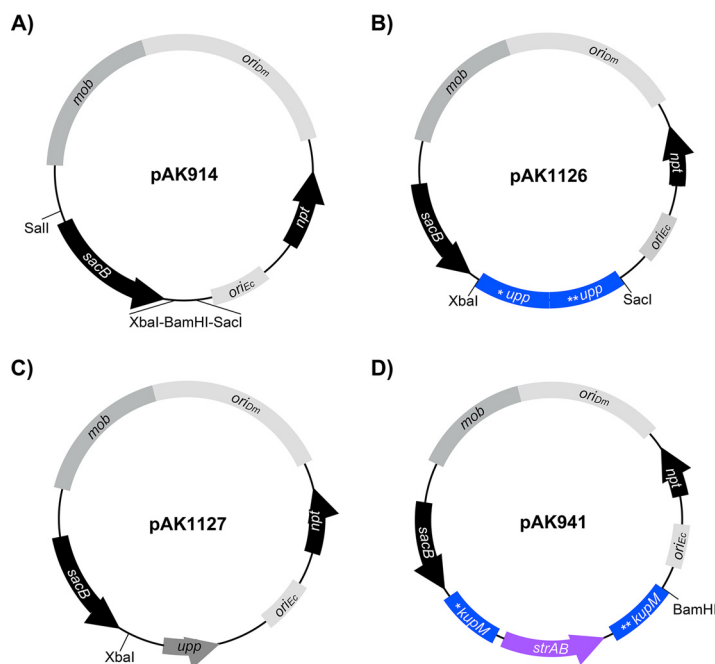 A)
mob
oriDm
pAK914
SalI
sacB
npt
oriEc
XbaI-BamHI-SacI
B)
mob
oriDm
pAK1126
npt
sacB
oriEc
XbaI
* upp
** upp
SacI
C)
mob
oriDm
pAK1127
npt
sacB
oriEc
XbaI
upp
D)
mob
oriDm
pAK941
npt
sacB
oriEc
*kupM
strAB
** kupM
BamHI